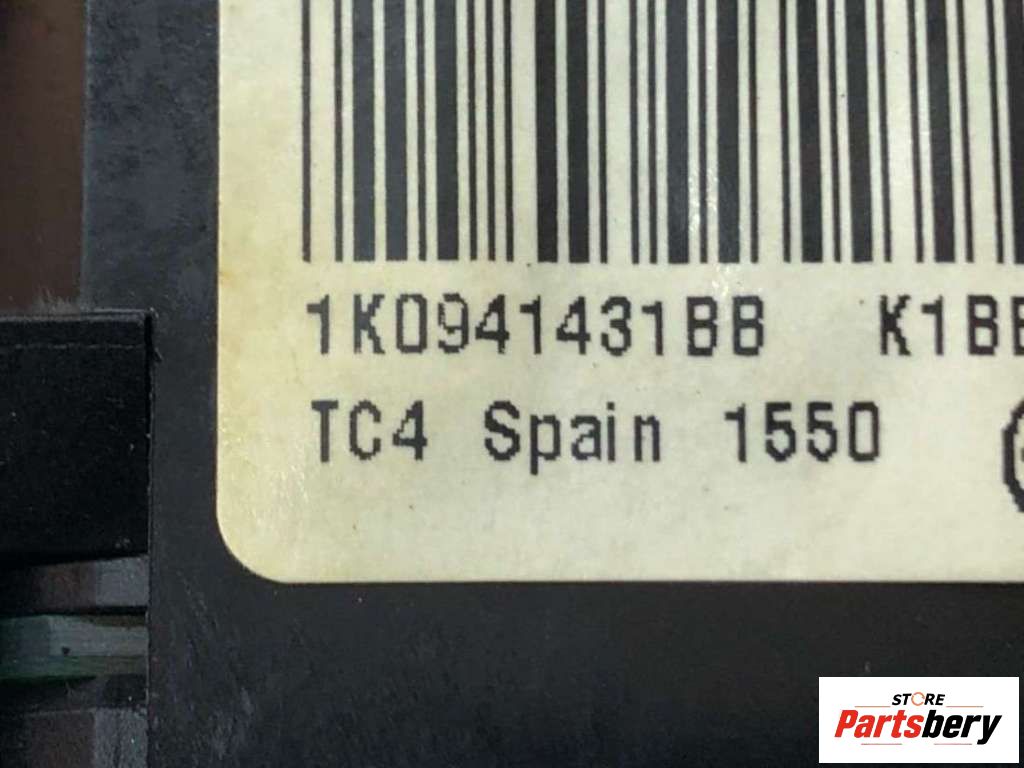 1K0941431BB K1BB
TC4 Spain 1550
STORE
Partsbery